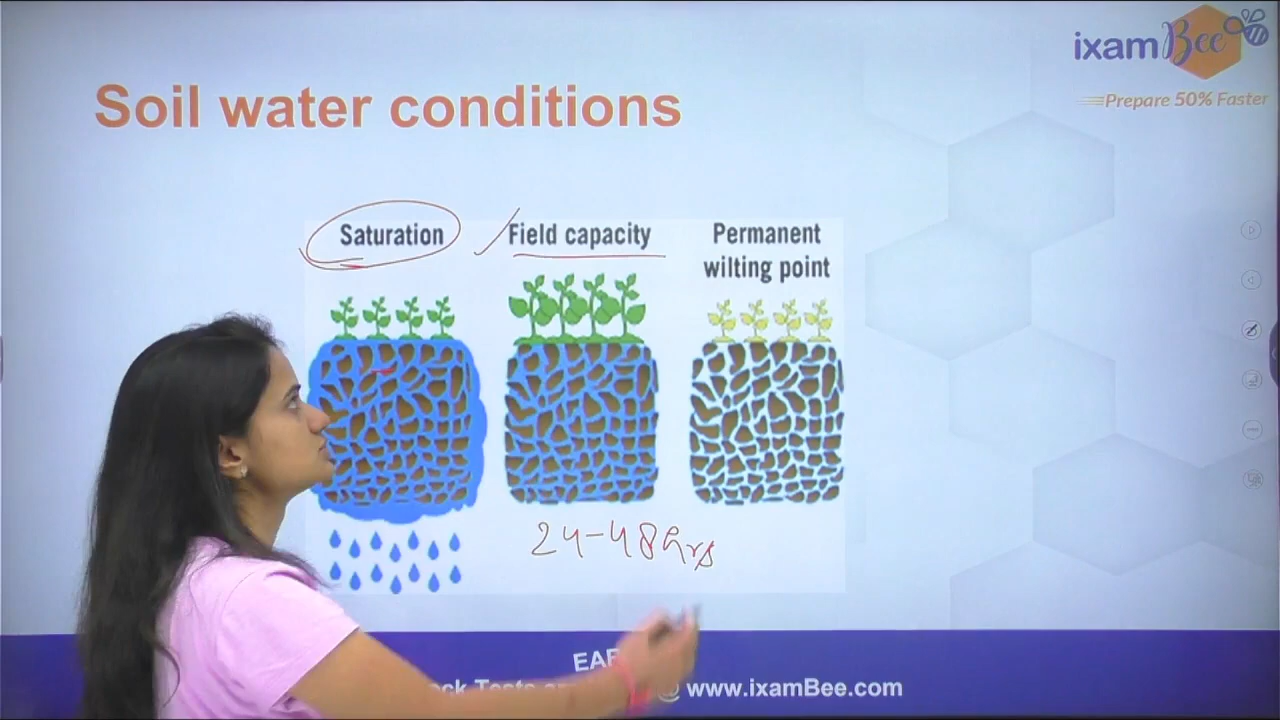 ixamBee
Prepare 50% Faster
Soil water conditions
Saturation
Field capacity
Permanent
wilting point
24-48hrs
www.ixamBee.com